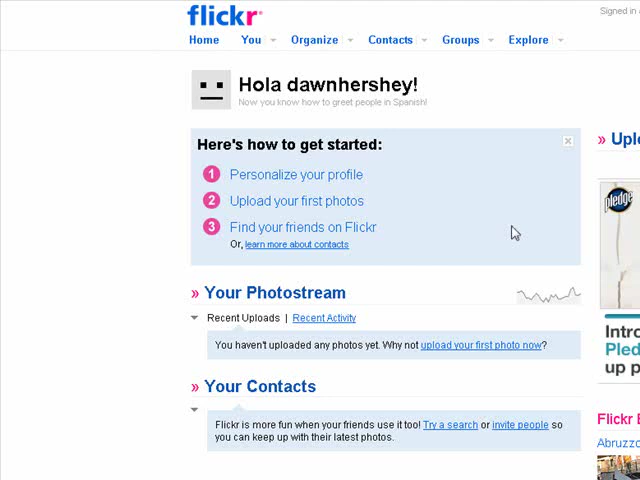 flickr
Signed in
Home You Organize Contacts Groups Explore
Hola dawnhershey!
Now you know how to greet people in Spanish!
Here's how to get started:
1 Personalize your profile
2 Upload your first photos
3 Find your friends on Flickr
Or, learn more about contacts
» Your Photostream
Recent Uploads | Recent Activity
You haven't uploaded any photos yet. Why not upload your first photo now?
» Your Contacts
Flickr is more fun when your friends use it too! Try a search or invite people so
you can keep up with their latest photos.
» Uplo
pledge
Intro
Pled
up p
Flickr B
Abruzzo